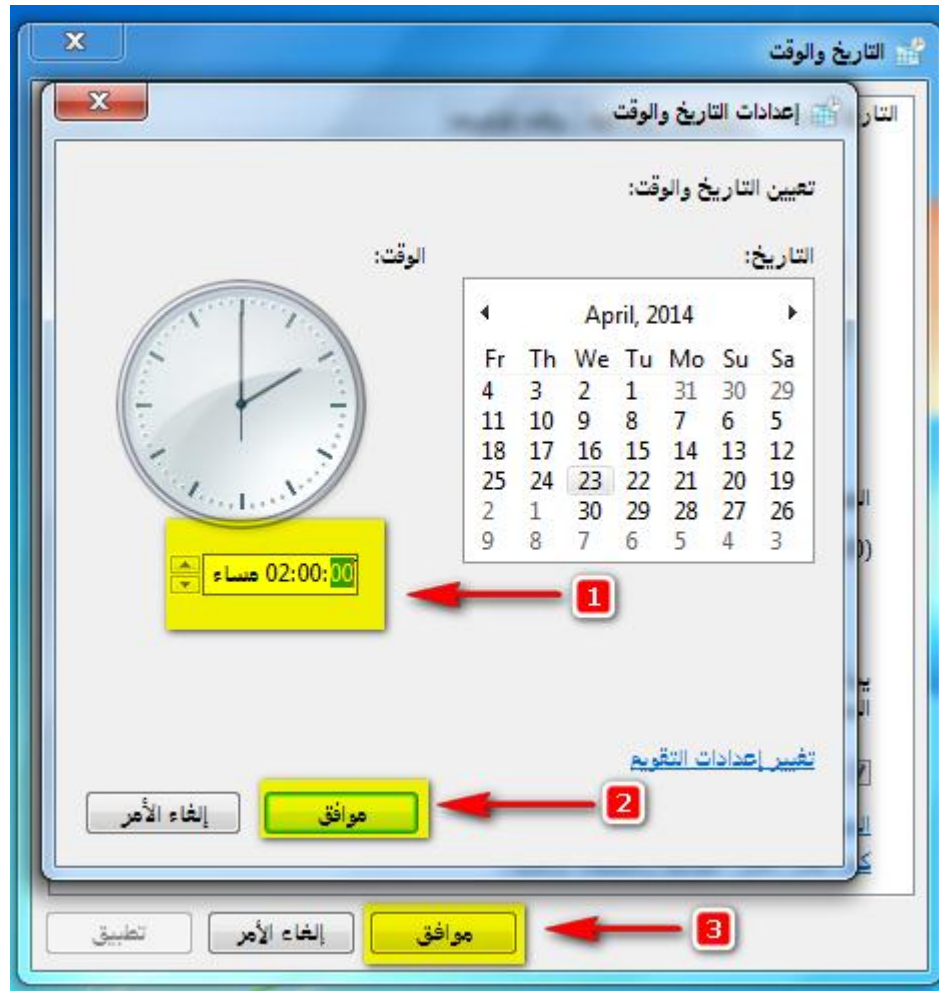 التاريخ والوقت
التار
إعدادات التاريخ والوقت
تعيين التاريخ والوقت:
التاريخ:
الوقت:
April, 2014
Fr Th We Tu Mo Su Sa
4 3 2 1 31 30 29
11 10 9 8 7 6 5
18 17 16 15 14 13 12
25 24 23 22 21 20 19
2 1 30 29 28 27 26
9 8 7 6 5 4 3
02:00:00 مساء
1
تغيير إعدادات التقويم
موافق
إلغاء الأمر
2
موافق
إلغاء الأمر
تطبيق
3